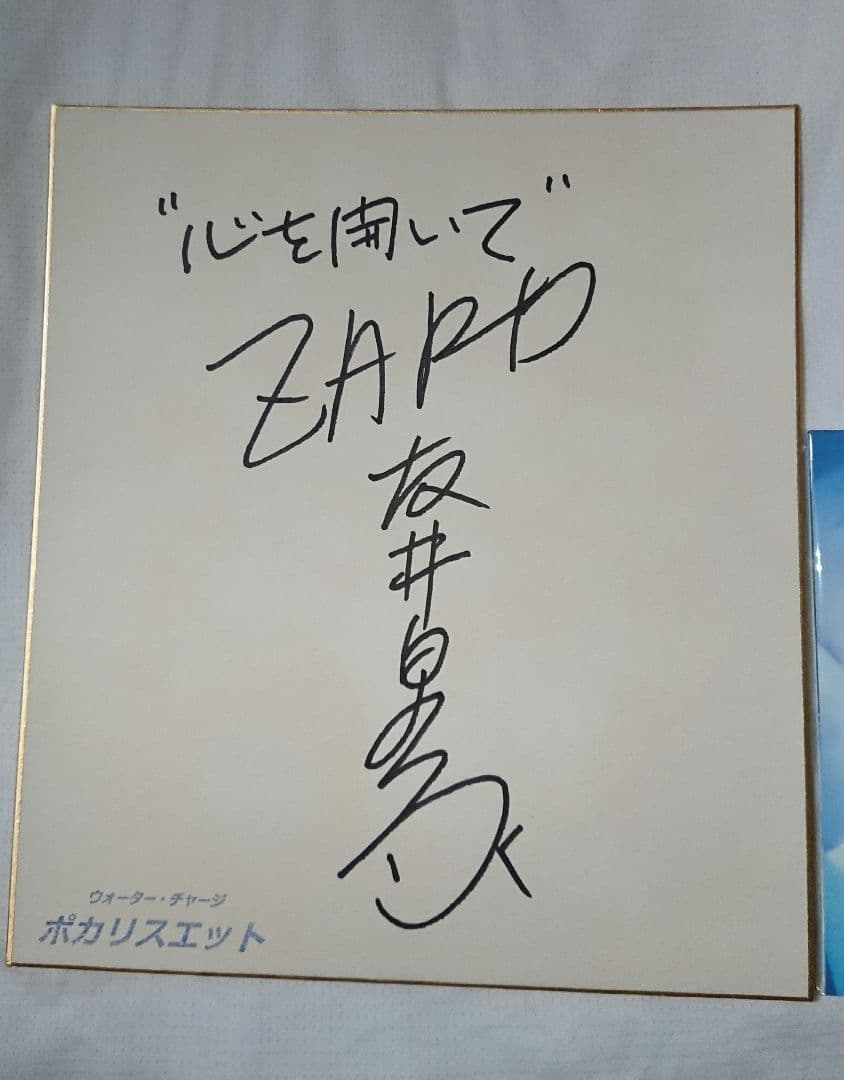 "心を開いて"
ZARD
坂井泉水
ウォーター・チャージ
ポカリスエット